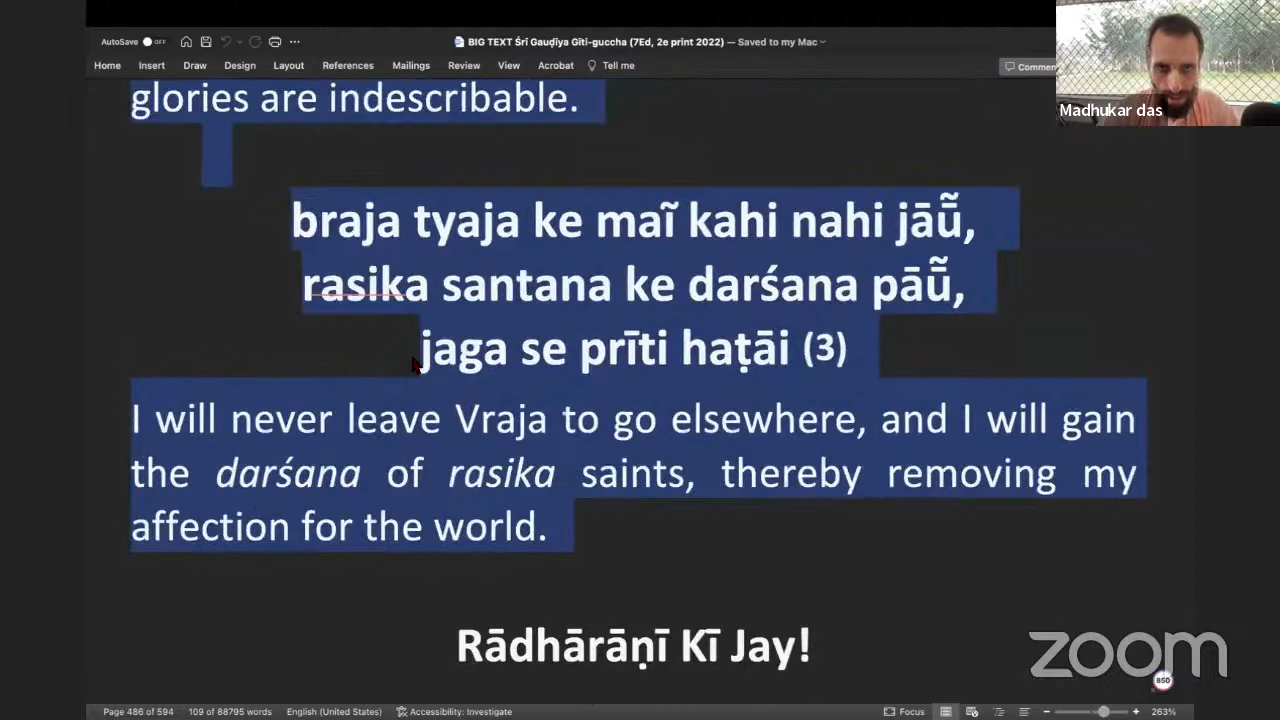 AutoSave OFF
BIG TEXT Śrī Gauḍīya Gīti-guccha (7Ed, 2e print 2022) — Saved to my Mac
Home Insert Draw Design Layout References Mailings Review View Acrobat Tell me Commen
Madhukar das
glories are indescribable.
braja tyaja ke maĩ kahi nahi jāū̃,
rasika santana ke darśana pāū̃,
jaga se prīti haṭāi (3)
I will never leave Vraja to go elsewhere, and I will gain
the darśana of rasika saints, thereby removing my
affection for the world.
Rādhārāṇī Kī Jay!
zoom
850
Page 486 of 594 109 of 88795 words English (United States) Accessibility: Investigate Focus 263%